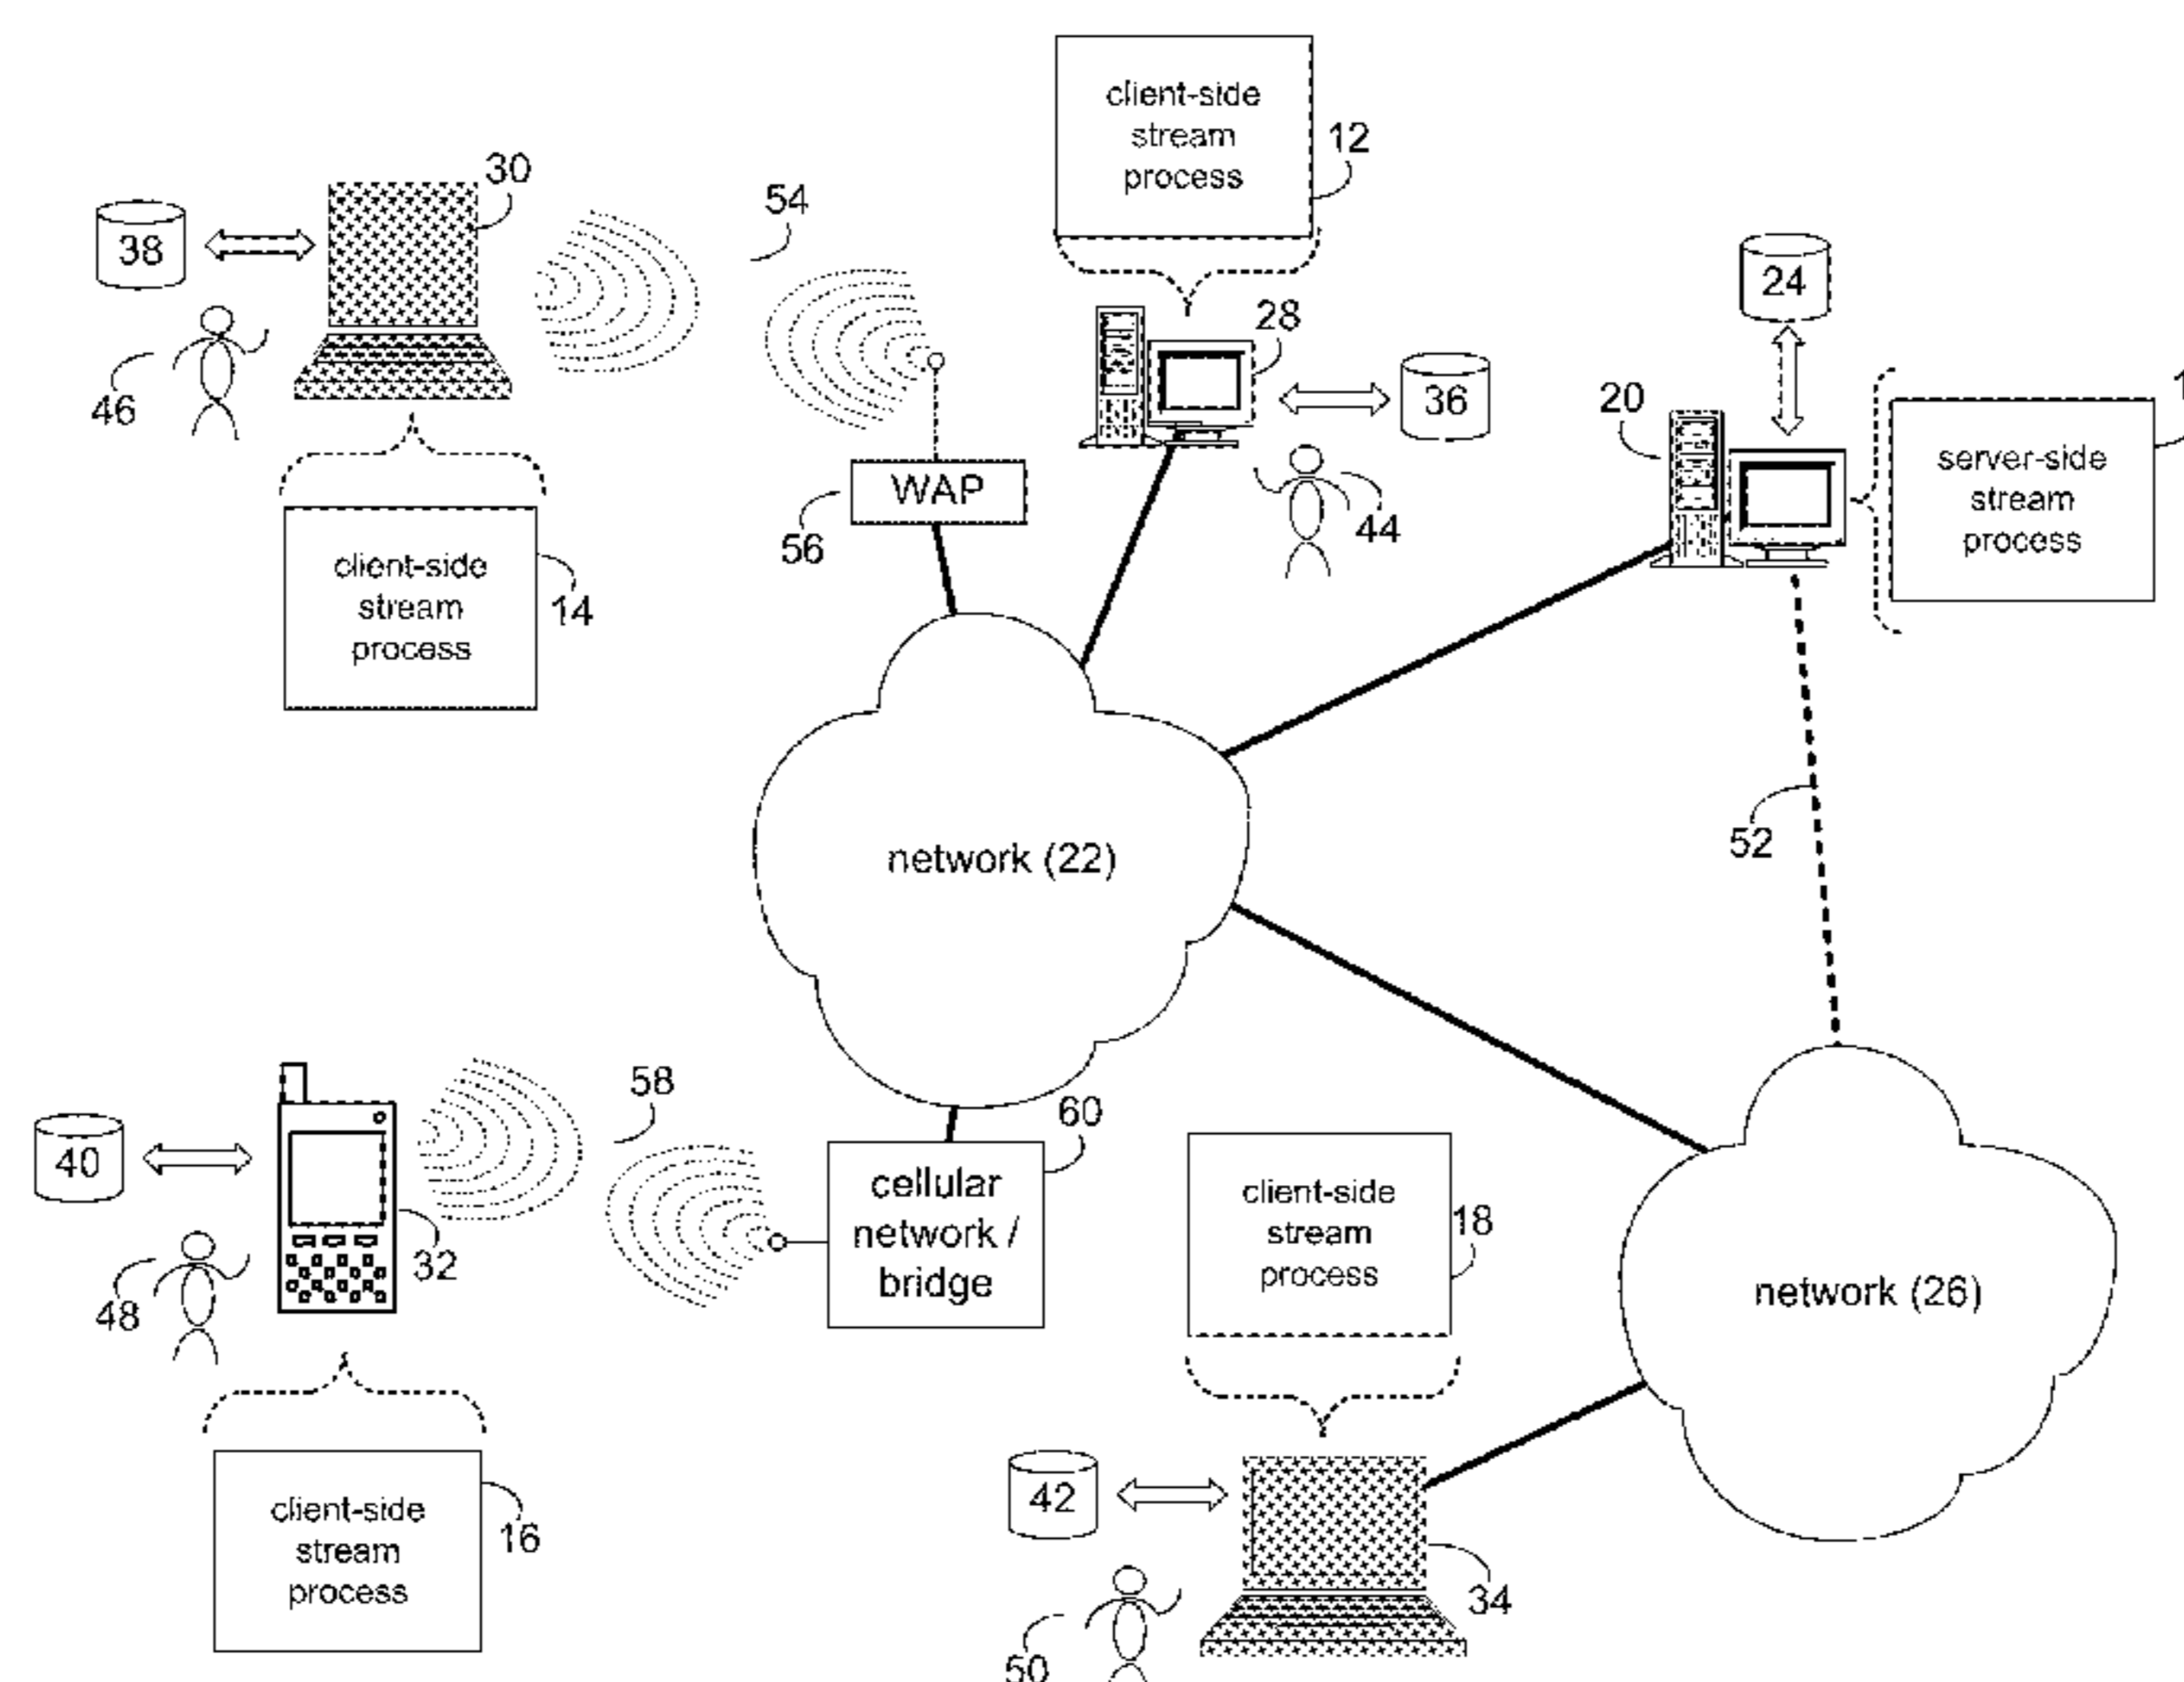 client-side
stream
process
12
30
54
38
24
28
36
20
46
server-side
stream
process
WAP
56
44
client-side
stream
process
14
52
network (22)
58
60
40
cellular
network /
bridge
client-side
stream
process
18
32
48
network (26)
client-side
stream
process
16
42
34
50